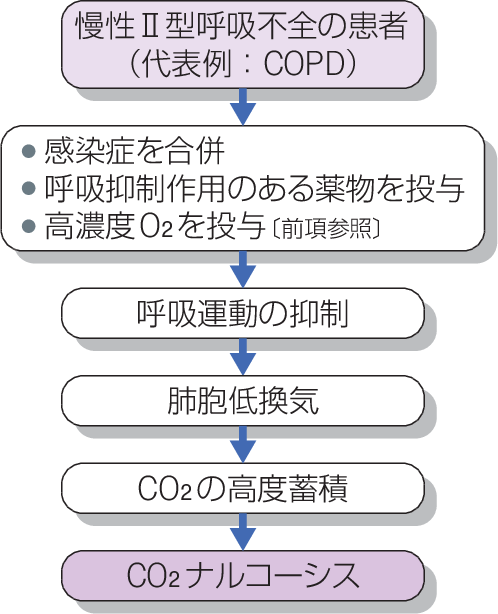 慢性Ⅱ型呼吸不全の患者
（代表例：COPD）
● 感染症を合併
● 呼吸抑制作用のある薬物を投与
● 高濃度O₂を投与〔前項参照〕
呼吸運動の抑制
肺胞低換気
CO₂の高度蓄積
CO₂ナルコーシス